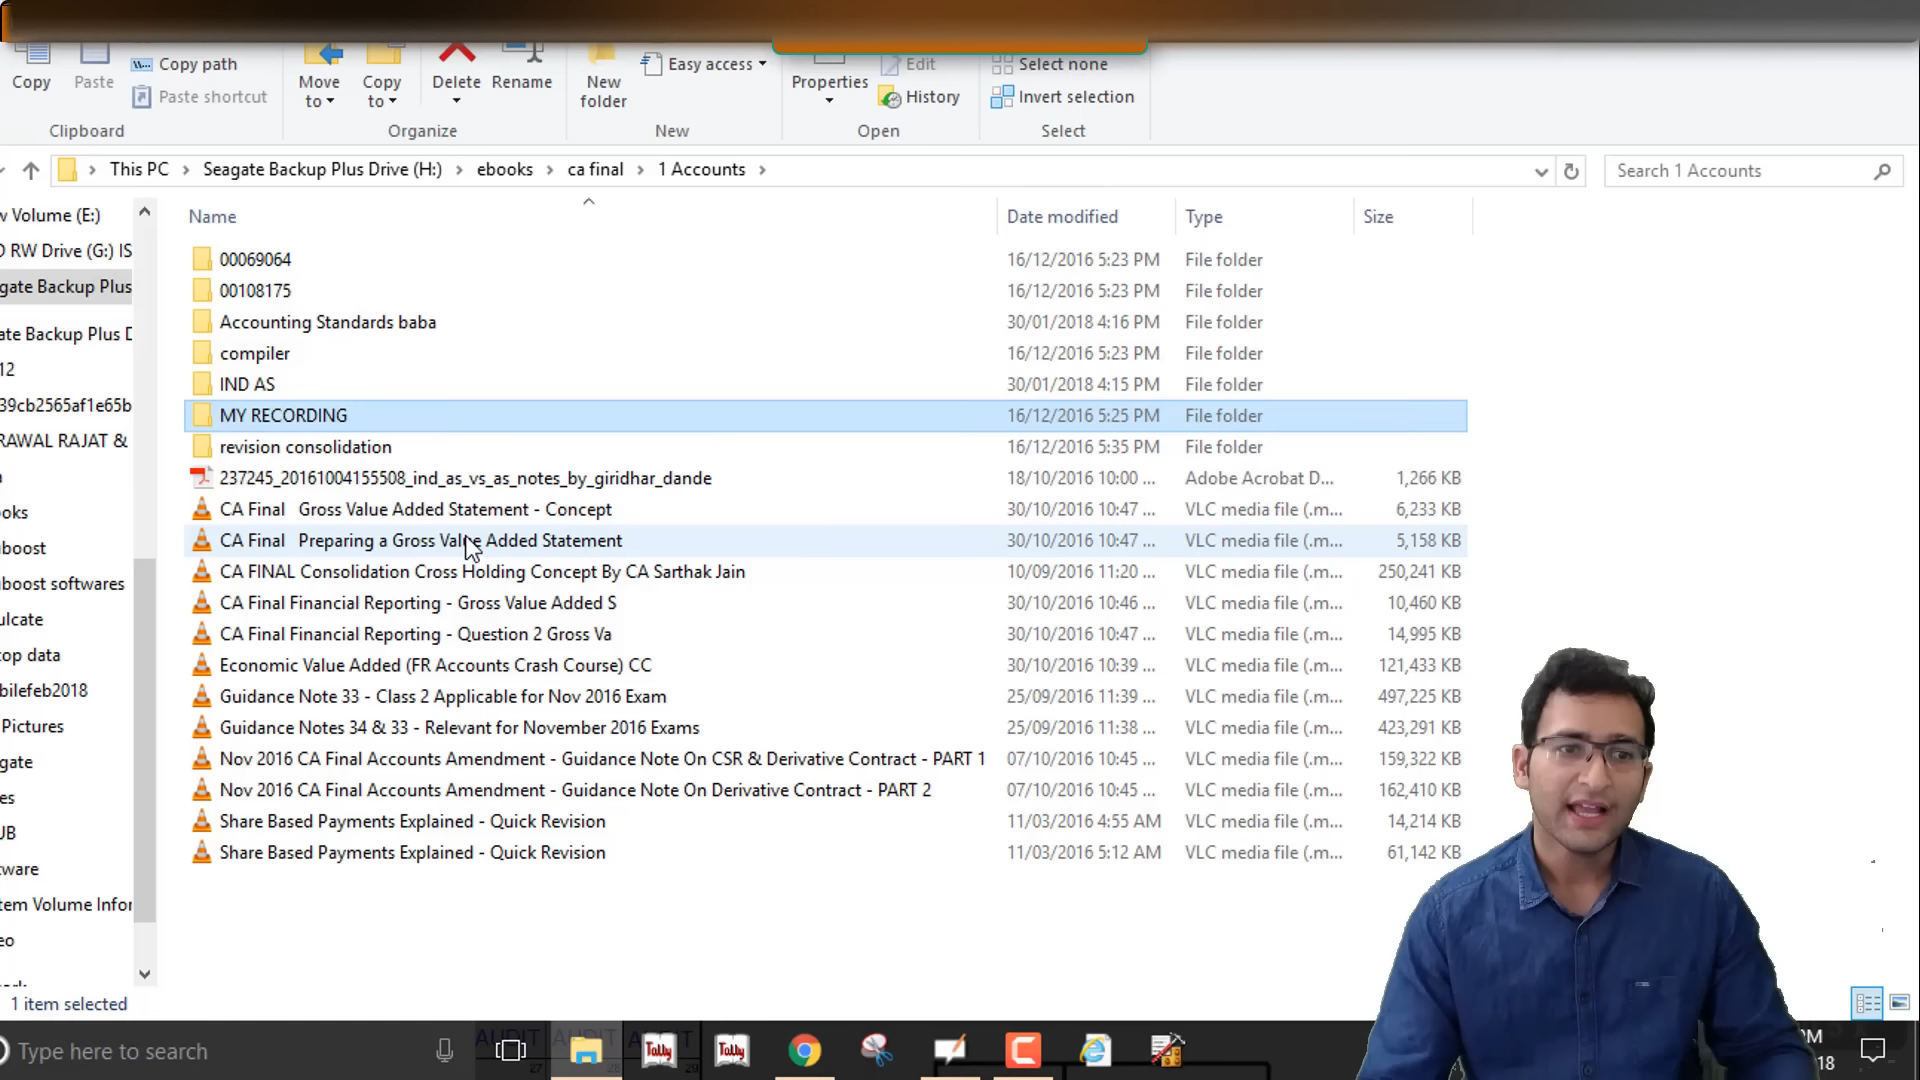 Copy
Paste
Copy path
Paste shortcut
Clipboard
Move to
Copy to
Delete
Rename
Organize
New folder
Easy access
New
Properties
Edit
History
Open
Select none
Invert selection
Select
This PC > Seagate Backup Plus Drive (H:) > ebooks > ca final > 1 Accounts >
Search 1 Accounts
w Volume (E:)
D RW Drive (G:) IS
gate Backup Plus
ate Backup Plus D
12
39cb2565af1e65b
RAWAL RAJAT &
a
oks
uboost
uboost softwares
ulcate
top data
bilefeb2018
Pictures
gate
es
UB
ware
tem Volume Infor
eo
Name Date modified Type Size
00069064 16/12/2016 5:23 PM File folder
00108175 16/12/2016 5:23 PM File folder
Accounting Standards baba 30/01/2018 4:16 PM File folder
compiler 16/12/2016 5:23 PM File folder
IND AS 30/01/2018 4:15 PM File folder
MY RECORDING 16/12/2016 5:25 PM File folder
revision consolidation 16/12/2016 5:35 PM File folder
237245_20161004155508_ind_as_vs_as_notes_by_giridhar_dande 18/10/2016 10:00 ... Adobe Acrobat D... 1,266 KB
CA Final Gross Value Added Statement - Concept 30/10/2016 10:47 ... VLC media file (.m... 6,233 KB
CA Final Preparing a Gross Value Added Statement 30/10/2016 10:47 ... VLC media file (.m... 5,158 KB
CA FINAL Consolidation Cross Holding Concept By CA Sarthak Jain 10/09/2016 11:20 ... VLC media file (.m... 250,241 KB
CA Final Financial Reporting - Gross Value Added S 30/10/2016 10:46 ... VLC media file (.m... 10,460 KB
CA Final Financial Reporting - Question 2 Gross Va 30/10/2016 10:47 ... VLC media file (.m... 14,995 KB
Economic Value Added (FR Accounts Crash Course) CC 30/10/2016 10:39 ... VLC media file (.m... 121,433 KB
Guidance Note 33 - Class 2 Applicable for Nov 2016 Exam 25/09/2016 11:39 ... VLC media file (.m... 497,225 KB
Guidance Notes 34 & 33 - Relevant for November 2016 Exams 25/09/2016 11:38 ... VLC media file (.m... 423,291 KB
Nov 2016 CA Final Accounts Amendment - Guidance Note On CSR & Derivative Contract - PART 1 07/10/2016 10:45 ... VLC media file (.m... 159,322 KB
Nov 2016 CA Final Accounts Amendment - Guidance Note On Derivative Contract - PART 2 07/10/2016 10:45 ... VLC media file (.m... 162,410 KB
Share Based Payments Explained - Quick Revision 11/03/2016 4:55 AM VLC media file (.m... 14,214 KB
Share Based Payments Explained - Quick Revision 11/03/2016 5:12 AM VLC media file (.m... 61,142 KB
1 item selected
Type here to search
AUDIT AUDIT AUDIT
27 28 29
Tally
Tally
M
18